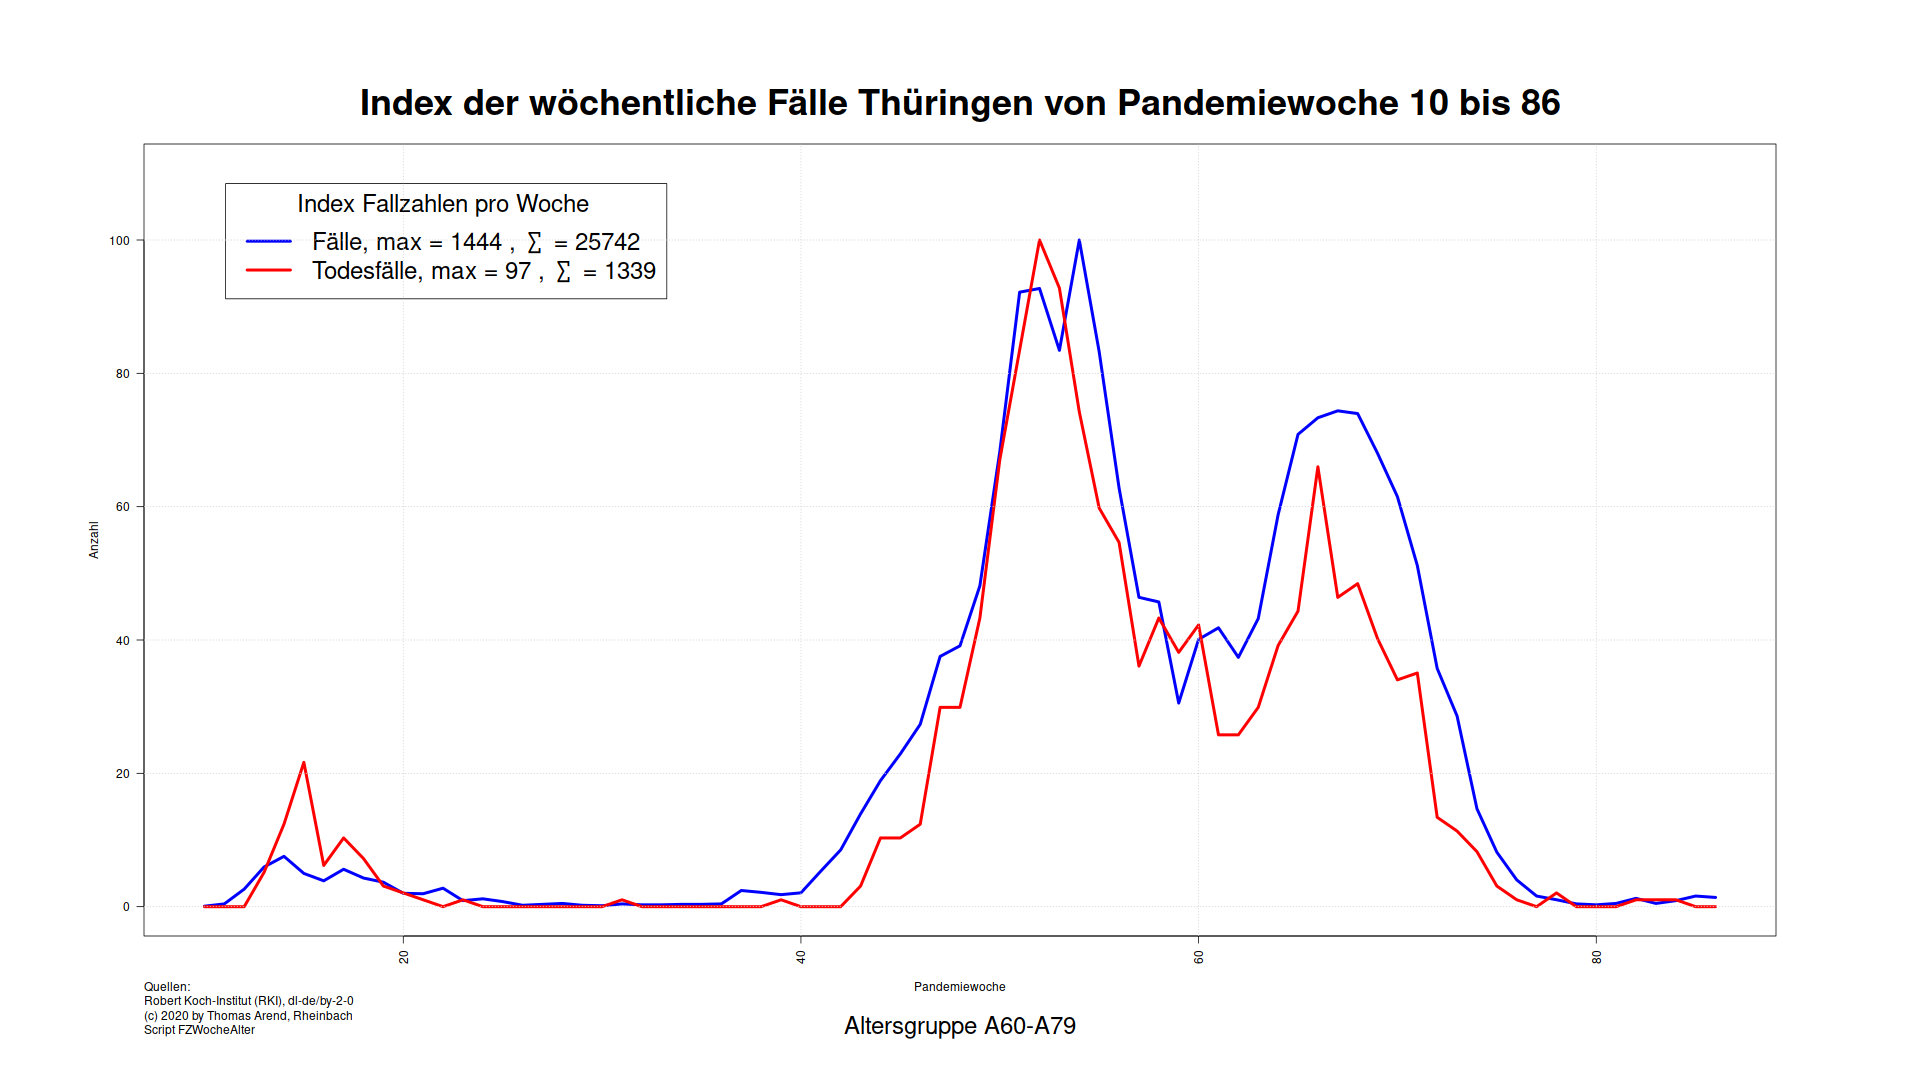 Index der wöchentliche Fälle Thüringen von Pandemiewoche 10 bis 86
Index Fallzahlen pro Woche
Fälle, max = 1444 , ∑ = 25742
Todesfälle, max = 97 , ∑ = 1339
100
80
60
40
20
0
Anzahl
20
40
60
80
Pandemiewoche
Altersgruppe A60-A79
Quellen:
Robert Koch-Institut (RKI), dl-de/by-2-0
(c) 2020 by Thomas Arend, Rheinbach
Script FZWocheAlter